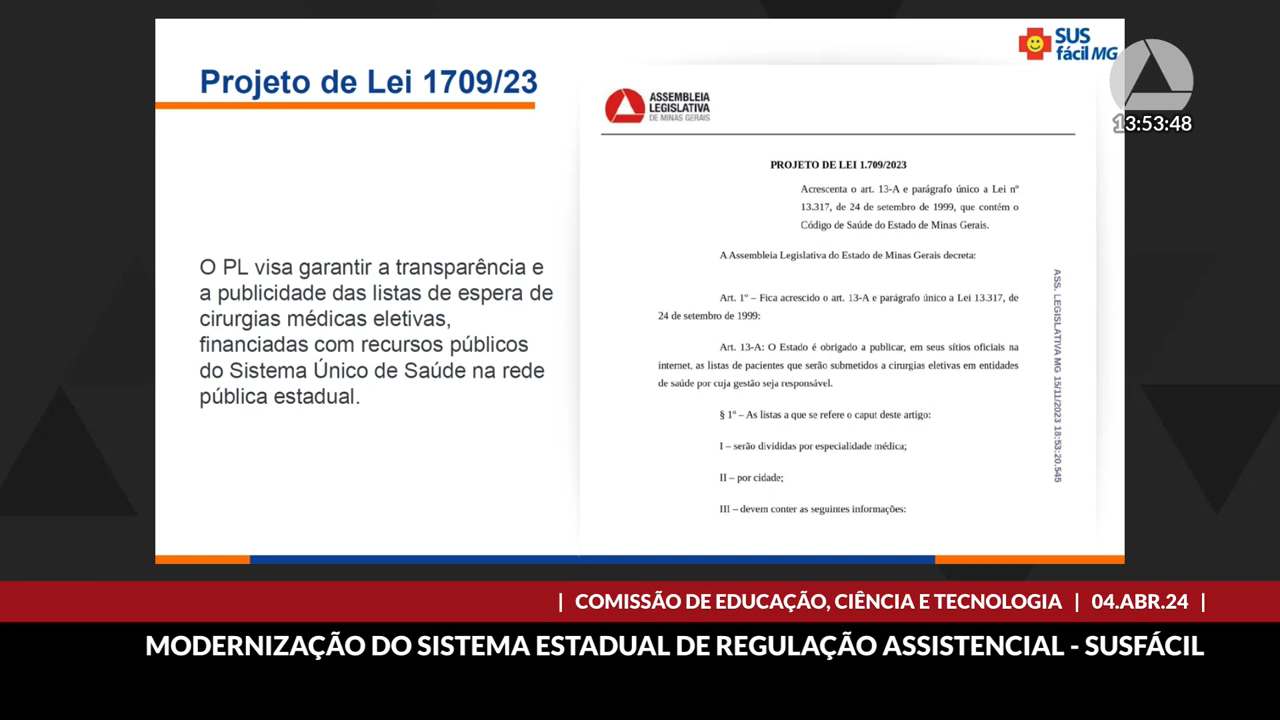 SUS
fácil MG
Projeto de Lei 1709/23
13:53:48
ASSEMBLEIA
LEGISLATIVA
DE MINAS GERAIS
PROJETO DE LEI 1.709/2023
Acrescenta o art. 13-A e parágrafo único a Lei nº
13.317, de 24 de setembro de 1999, que contém o
Código de Saúde do Estado de Minas Gerais.
A Assembleia Legislativa do Estado de Minas Gerais decreta:
Art. 1º – Fica acrescido o art. 13-A e parágrafo único a Lei 13.317, de
24 de setembro de 1999:
Art. 13-A: O Estado é obrigado a publicar, em seus sítios oficiais na
internet, as listas de pacientes que serão submetidos a cirurgias eletivas em entidades
de saúde por cuja gestão seja responsável.
§ 1º – As listas a que se refere o caput deste artigo:
I – serão divididas por especialidade médica;
II – por cidade;
III – devem conter as seguintes informações:
ASS. LEGISLATIVA MG 15/11/2023 18:53:20.545
O PL visa garantir a transparência e
a publicidade das listas de espera de
cirurgias médicas eletivas,
financiadas com recursos públicos
do Sistema Único de Saúde na rede
pública estadual.
| COMISSÃO DE EDUCAÇÃO, CIÊNCIA E TECNOLOGIA | 04.ABR.24 |
MODERNIZAÇÃO DO SISTEMA ESTADUAL DE REGULAÇÃO ASSISTENCIAL - SUSFÁCIL